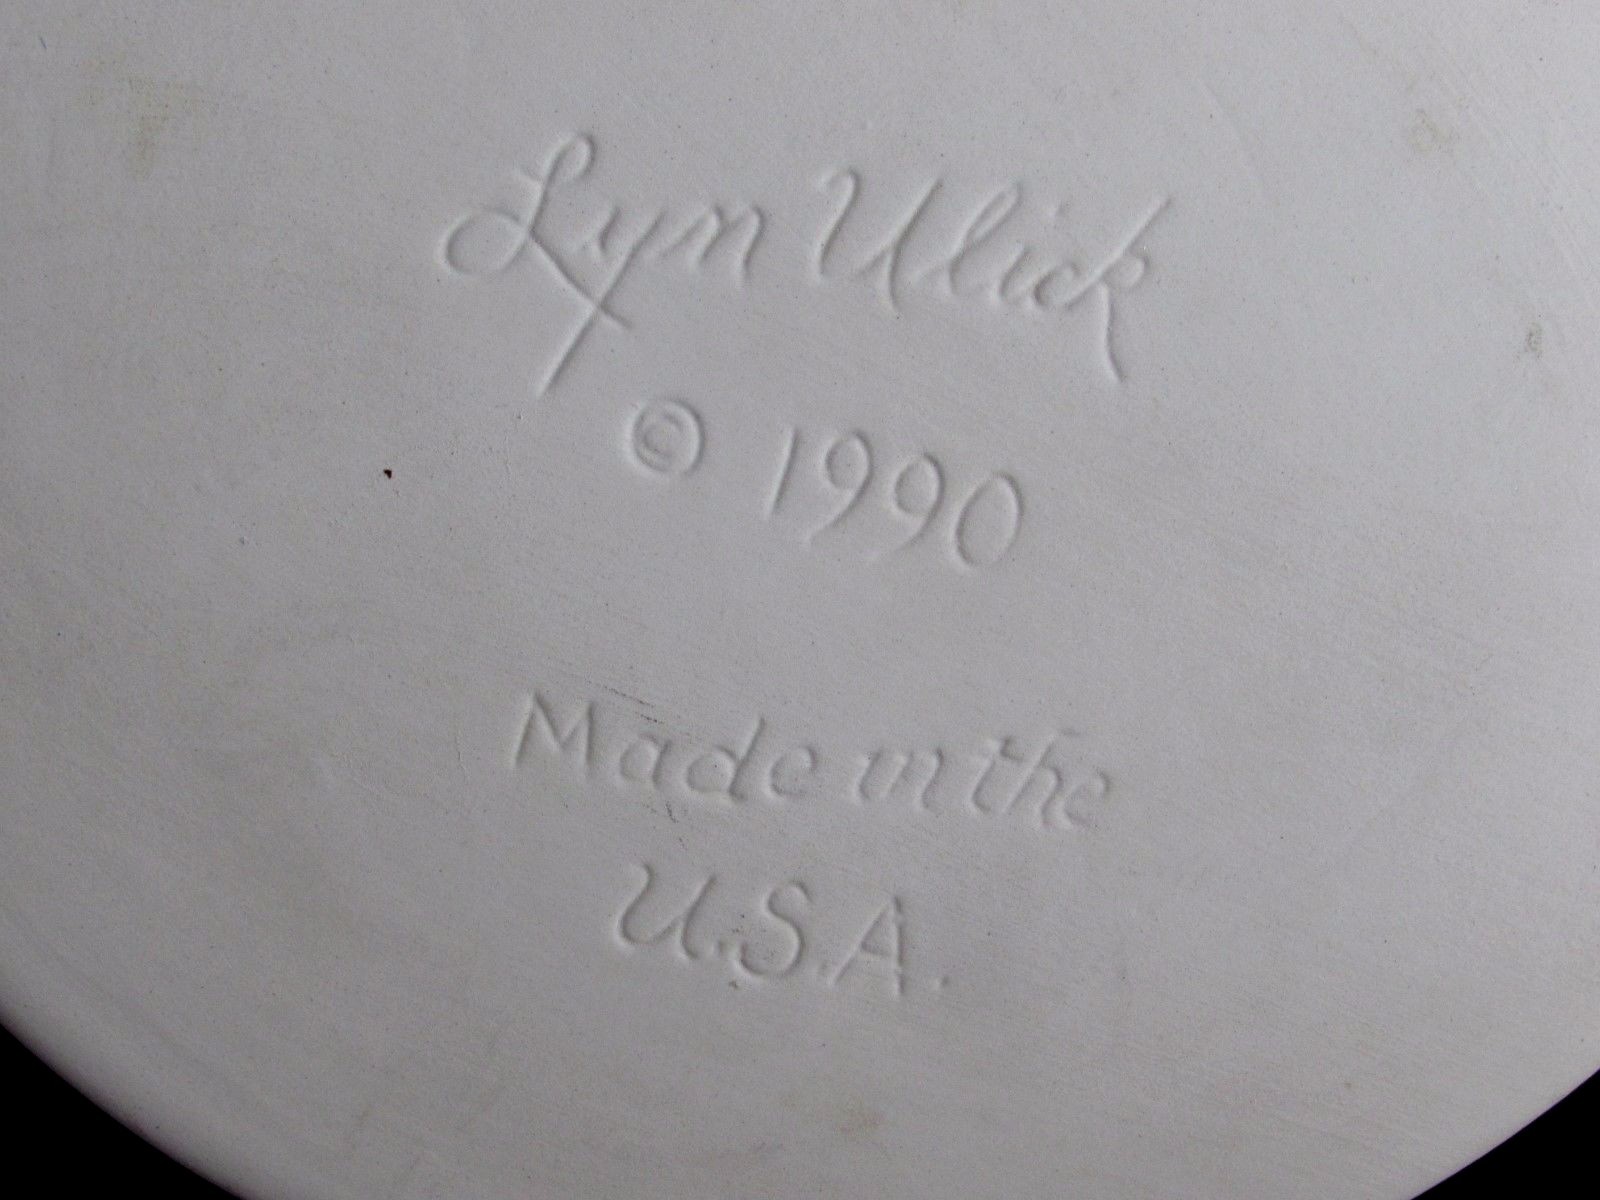 Lyn Ulick
© 1990
Made in the
U.S.A.